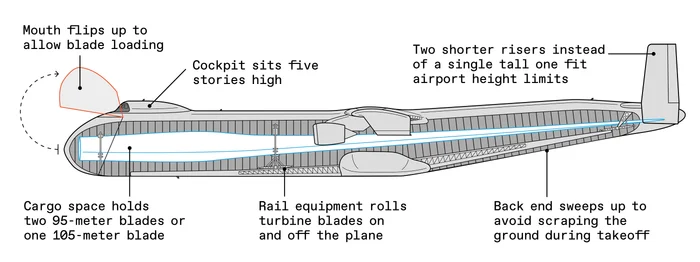 Mouth flips up to
allow blade loading
Cockpit sits five
stories high
Two shorter risers instead
of a single tall one fit
airport height limits
Cargo space holds
two 95-meter blades or
one 105-meter blade
Rail equipment rolls
turbine blades on
and off the plane
Back end sweeps up to
avoid scraping the
ground during takeoff